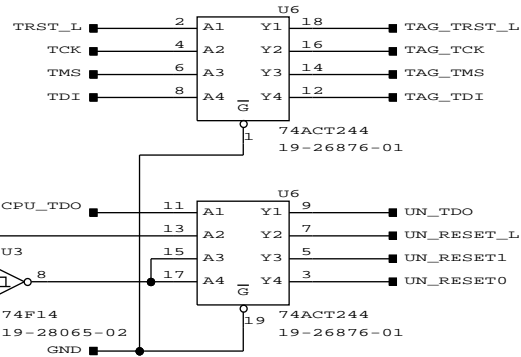 U6
TRST_L 2 A1 Y1 18 TAG_TRST_L
TCK 4 A2 Y2 16 TAG_TCK
TMS 6 A3 Y3 14 TAG_TMS
TDI 8 A4 Y4 12 TAG_TDI
G
1 74ACT244
19-26876-01
U6
CPU_TDO 11 A1 Y1 9 UN_TDO
13 A2 Y2 7 UN_RESET_L
U3 15 A3 Y3 5 UN_RESET1
8 17 A4 Y4 3 UN_RESET0
G
74F14 19 74ACT244
19-28065-02 19-26876-01
GND